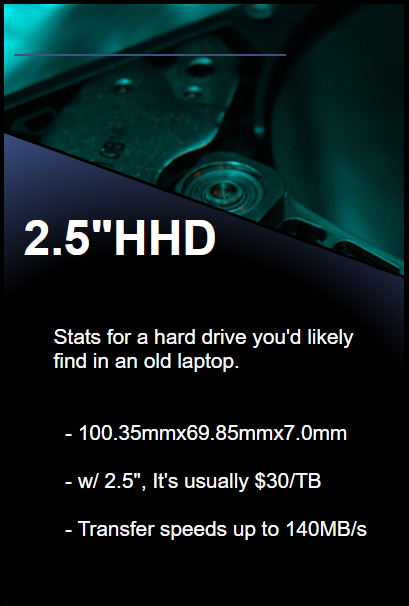 2.5"HHD
Stats for a hard drive you'd likely
find in an old laptop.
- 100.35mmx69.85mmx7.0mm
- w/ 2.5", It's usually $30/TB
- Transfer speeds up to 140MB/s